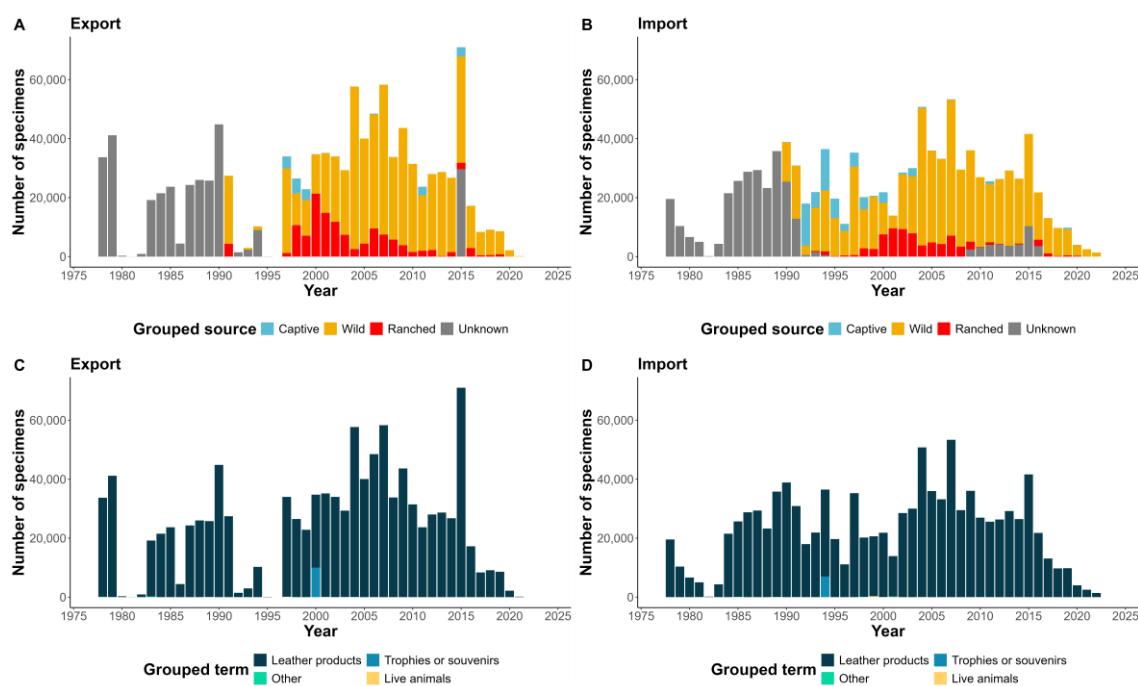 A
Export
Number of specimens
60,000
40,000
20,000
0
1975 1980 1985 1990 1995 2000 2005 2010 2015 2020 2025
Year
Grouped source Captive Wild Ranched Unknown
B
Import
Number of specimens
60,000
40,000
20,000
0
1975 1980 1985 1990 1995 2000 2005 2010 2015 2020 2025
Year
Grouped source Captive Wild Ranched Unknown
C
Export
Number of specimens
60,000
40,000
20,000
0
1975 1980 1985 1990 1995 2000 2005 2010 2015 2020 2025
Year
Grouped term
Leather products Trophies or souvenirs
Other Live animals
D
Import
Number of specimens
60,000
40,000
20,000
0
1975 1980 1985 1990 1995 2000 2005 2010 2015 2020 2025
Year
Grouped term
Leather products Trophies or souvenirs
Other Live animals